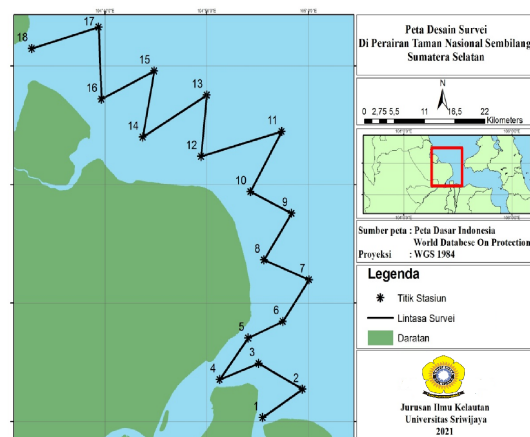 17
18
15
16
13
14
11
12
10
9
8
7
6
5
3
4
2
1
Peta Desain Survei
Di Perairan Taman Nasional Sembilang
Sumatera Selatan
N
0 2,75 5,5 11 16,5 22
Kilometers
Sumber peta : Peta Dasar Indonesia
World Databesc On Protection
Proyeksi : WGS 1984
Legenda
Titik Stasiun
Lintasa Survei
Daratan
Jurusan Ilmu Kelautan
Universitas Sriwijaya
2021